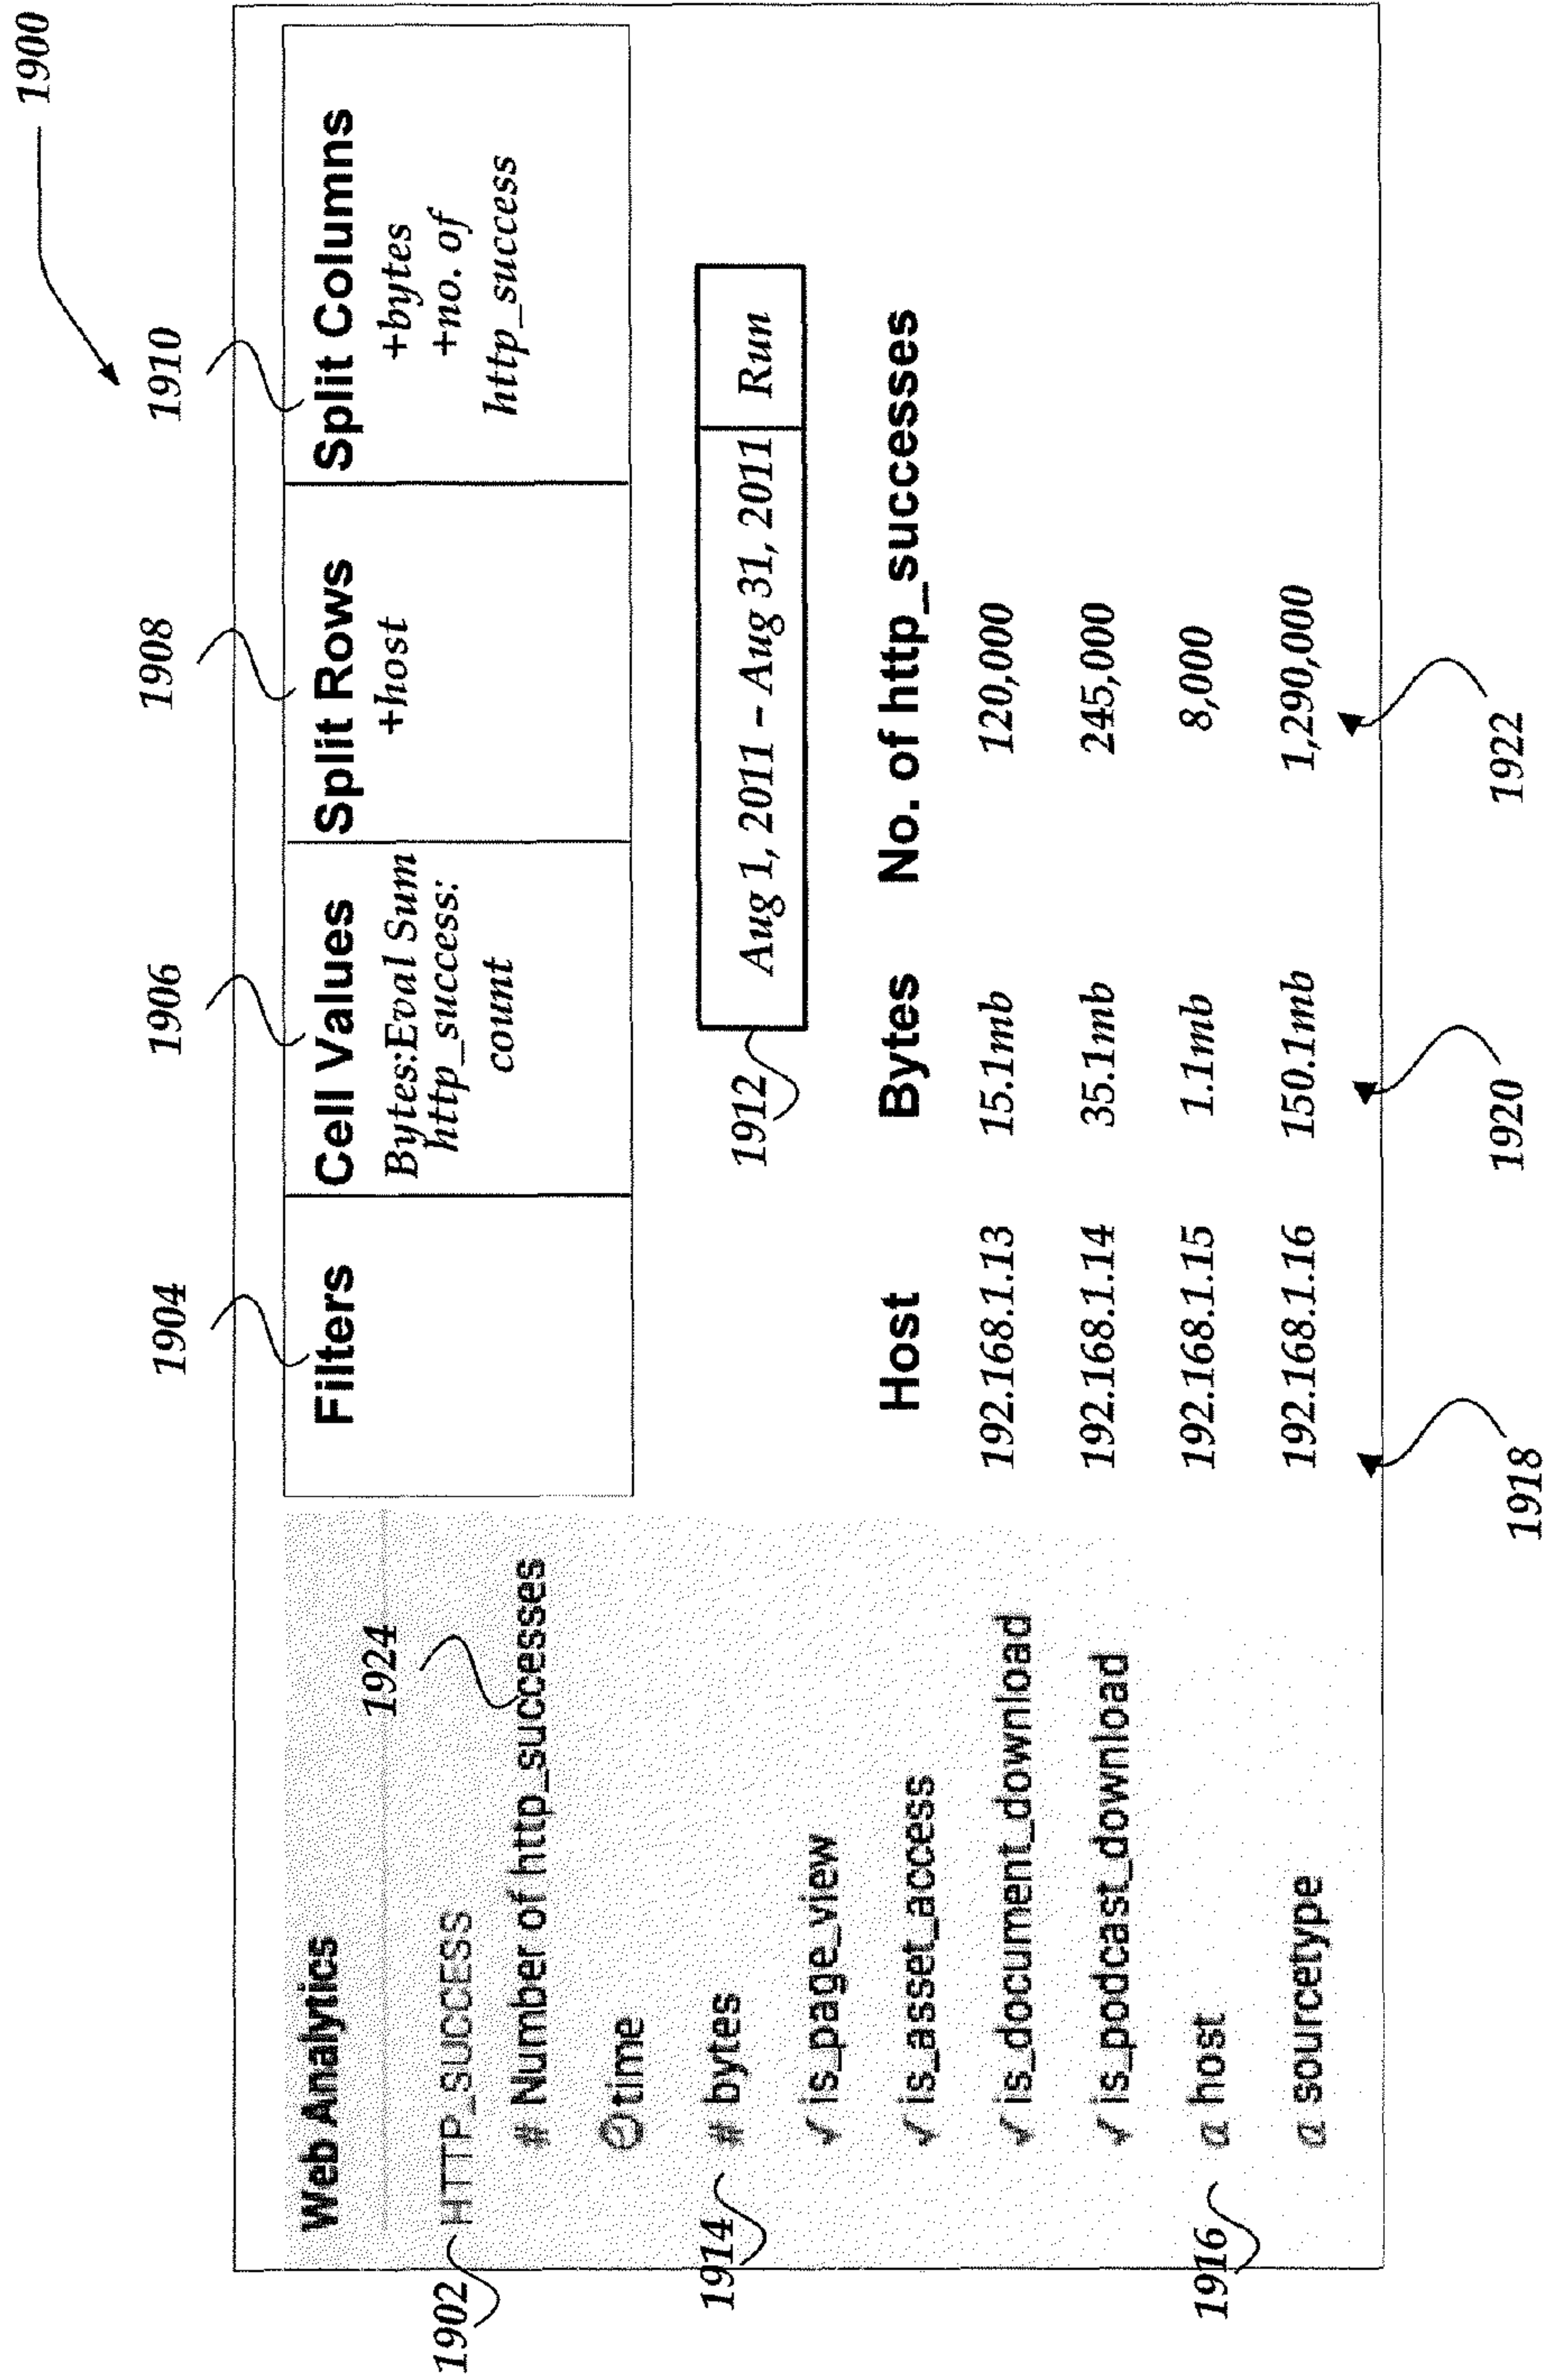 1900
1904
1906
1908
1910
Web Analytics
HTTP_SUCCESS
# Number of http_successes
time
# bytes
✓ is_page_view
✓ is_asset_access
✓ is_document_download
✓ is_podcast_download
a host
a sourcetype
1902
1924
1914
1916
Filters
Cell Values
Bytes:Eval Sum
http_success:
count
Split Rows
+host
Split Columns
+bytes
+no. of
http_success
1912
Aug 1, 2011 – Aug 31, 2011 Run
Host Bytes No. of http_successes
192.168.1.13 15.1mb 120,000
192.168.1.14 35.1mb 245,000
192.168.1.15 1.1mb 8,000
192.168.1.16 150.1mb 1,290,000
1918
1920
1922